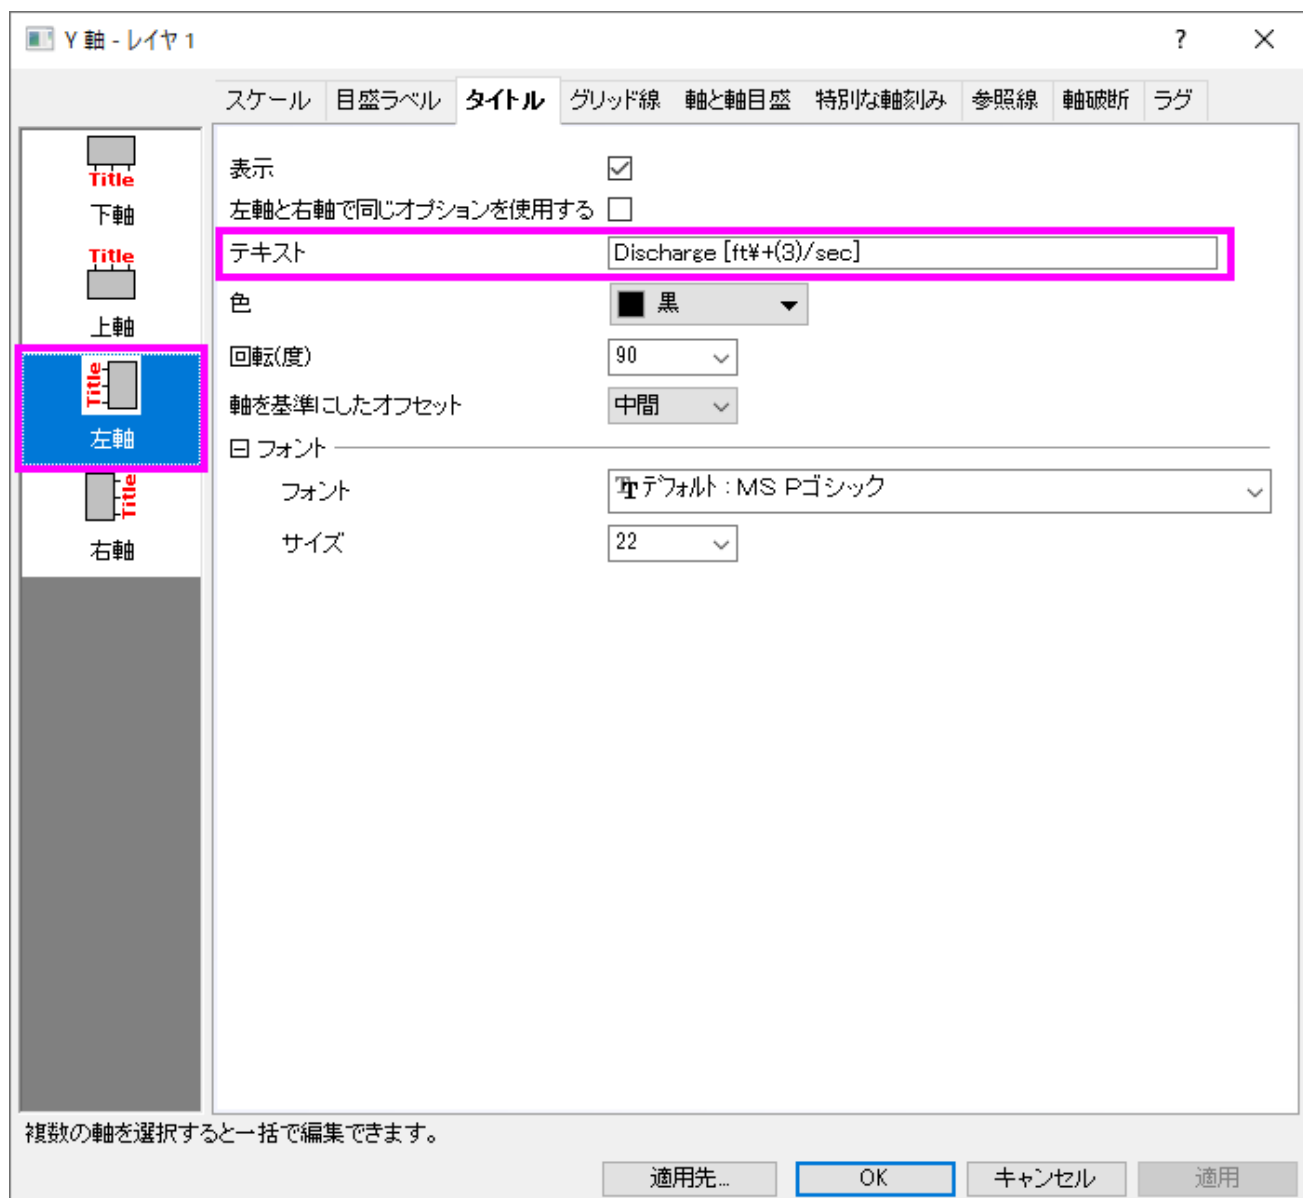 Y 軸 - レイヤ 1
?
スケール 目盛ラベル タイトル グリッド線 軸と軸目盛 特別な軸刻み 参照線 軸破断 ラグ
Title
下軸
Title
上軸
Title
左軸
Title
右軸
表示
左軸と右軸で同じオプションを使用する
テキスト Discharge [ft¥+(3)/sec]
色 黒
回転(度) 90
軸を基準にしたオフセット 中間
フォント
フォント デフォルト : MS Pゴシック
サイズ 22
複数の軸を選択すると一括で編集できます。
適用先... OK キャンセル 適用